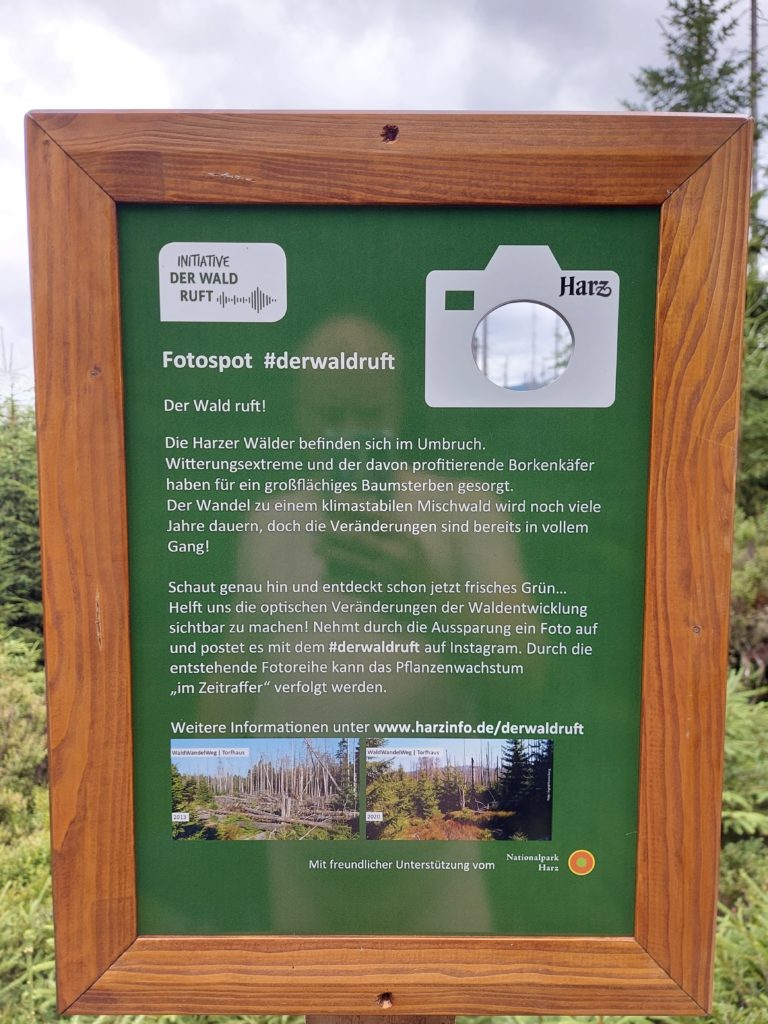 INITIATIVE
DER WALD
RUFT
Harz
Fotospot #derwaldruft
Der Wald ruft!
Die Harzer Wälder befinden sich im Umbruch.
Witterungsextreme und der davon profitierende Borkenkäfer
haben für ein großflächiges Baumsterben gesorgt.
Der Wandel zu einem klimastabilen Mischwald wird noch viele
Jahre dauern, doch die Veränderungen sind bereits in vollem
Gang!
Schaut genau hin und entdeckt schon jetzt frisches Grün...
Helft uns die optischen Veränderungen der Waldentwicklung
sichtbar zu machen! Nehmt durch die Aussparung ein Foto auf
und postet es mit dem #derwaldruft auf Instagram. Durch die
entstehende Fotoreihe kann das Pflanzenwachstum
„im Zeitraffer“ verfolgt werden.
Weitere Informationen unter www.harzinfo.de/derwaldruft
WaldWandelWeg | Torfhaus
WaldWandelWeg | Torfhaus
2013
2020
Mit freundlicher Unterstützung vom
Nationalpark
Harz